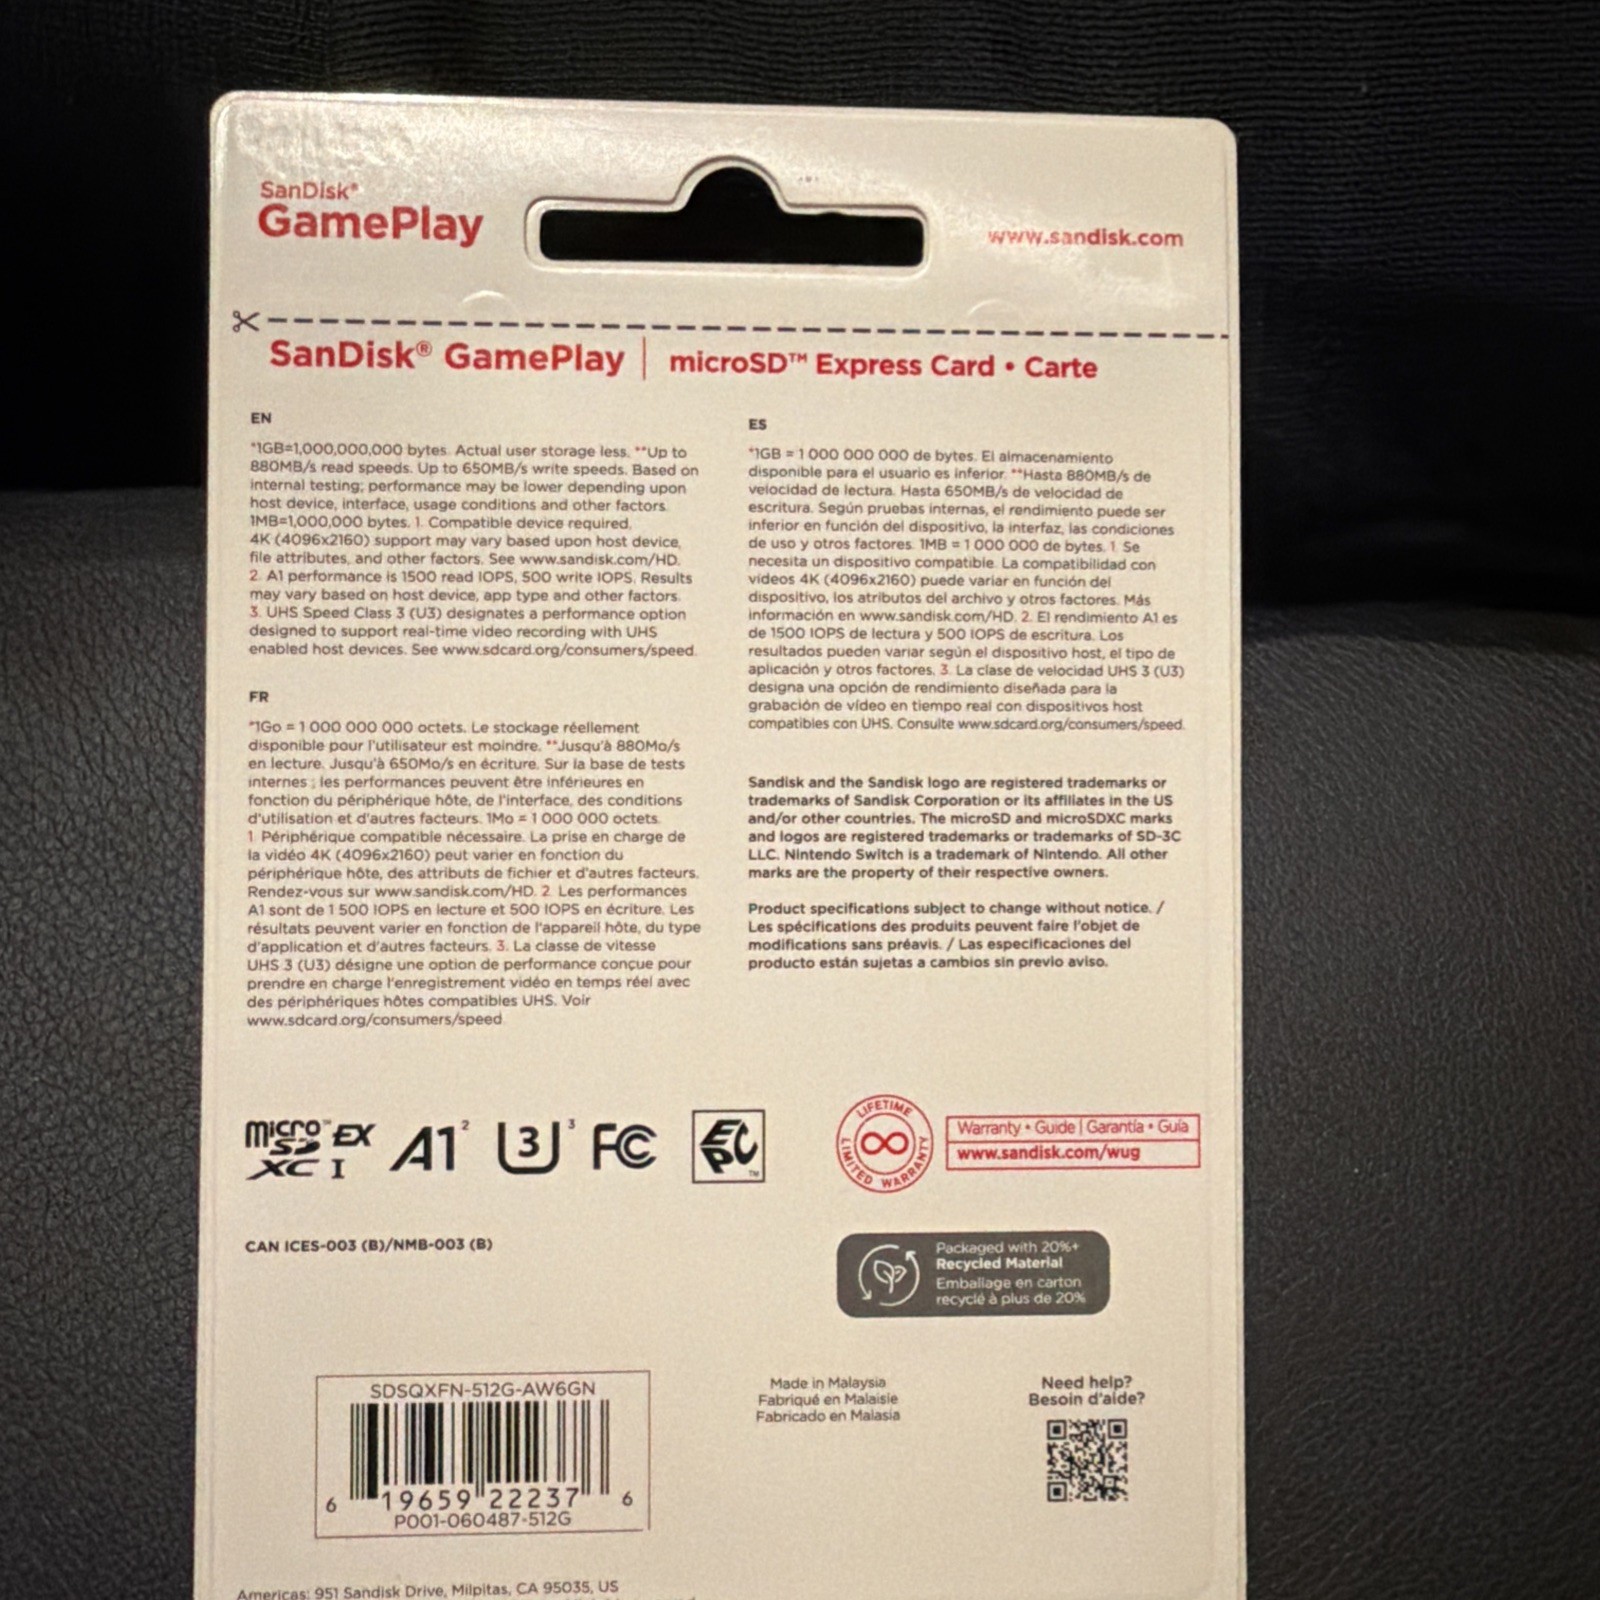 SanDisk®
GamePlay
www.sandisk.com
SanDisk® GamePlay | microSD™ Express Card • Carte
EN
*1GB=1,000,000,000 bytes. Actual user storage less. **Up to
880MB/s read speeds. Up to 650MB/s write speeds. Based on
internal testing; performance may be lower depending upon
host device, interface, usage conditions and other factors.
1MB=1,000,000 bytes. 1. Compatible device required.
4K (4096x2160) support may vary based upon host device,
file attributes, and other factors. See www.sandisk.com/HD.
2. A1 performance is 1500 read IOPS, 500 write IOPS. Results
may vary based on host device, app type and other factors.
3. UHS Speed Class 3 (U3) designates a performance option
designed to support real-time video recording with UHS
enabled host devices. See www.sdcard.org/consumers/speed.
FR
*1Go = 1 000 000 000 octets. Le stockage réellement
disponible pour l'utilisateur est moindre. **Jusqu'à 880Mo/s
en lecture. Jusqu'à 650Mo/s en écriture. Sur la base de tests
internes ; les performances peuvent être inférieures en
fonction du périphérique hôte, de l'interface, des conditions
d'utilisation et d'autres facteurs. 1Mo = 1 000 000 octets.
1. Périphérique compatible nécessaire. La prise en charge de
la vidéo 4K (4096x2160) peut varier en fonction du
périphérique hôte, des attributs de fichier et d'autres facteurs.
Rendez-vous sur www.sandisk.com/HD. 2. Les performances
A1 sont de 1 500 IOPS en lecture et 500 IOPS en écriture. Les
résultats peuvent varier en fonction de l'appareil hôte, du type
d'application et d'autres facteurs. 3. La classe de vitesse
UHS 3 (U3) désigne une option de performance conçue pour
prendre en charge l'enregistrement vidéo en temps réel avec
des périphériques hôtes compatibles UHS. Voir
www.sdcard.org/consumers/speed.
ES
*1GB = 1 000 000 000 de bytes. El almacenamiento
disponible para el usuario es inferior. **Hasta 880MB/s de
velocidad de lectura. Hasta 650MB/s de velocidad de
escritura. Según pruebas internas, el rendimiento puede ser
inferior en función del dispositivo, la interfaz, las condiciones
de uso y otros factores. 1MB = 1 000 000 de bytes. 1. Se
necesita un dispositivo compatible. La compatibilidad con
videos 4K (4096x2160) puede variar en función del
dispositivo, los atributos del archivo y otros factores. Más
información en www.sandisk.com/HD. 2. El rendimiento A1 es
de 1500 IOPS de lectura y 500 IOPS de escritura. Los
resultados pueden variar según el dispositivo host, el tipo de
aplicación y otros factores. 3. La clase de velocidad UHS 3 (U3)
designa una opción de rendimiento diseñada para la
grabación de vídeo en tiempo real con dispositivos host
compatibles con UHS. Consulte www.sdcard.org/consumers/speed.
Sandisk and the Sandisk logo are registered trademarks or
trademarks of Sandisk Corporation or its affiliates in the US
and/or other countries. The microSD and microSDXC marks
and logos are registered trademarks or trademarks of SD-3C
LLC. Nintendo Switch is a trademark of Nintendo. All other
marks are the property of their respective owners.
Product specifications subject to change without notice. /
Les spécifications des produits peuvent faire l'objet de
modifications sans préavis. / Las especificaciones del
producto están sujetas a cambios sin previo aviso.
micro SD XC I ™ EX A1² U3 ³ FC EPC ™
LIFETIME LIMITED WARRANTY
Warranty • Guide | Garantía • Guía
www.sandisk.com/wug
CAN ICES-003 (B)/NMB-003 (B)
Packaged with 20%+
Recycled Material
Emballage en carton
recyclé à plus de 20%
SDSQXFN-512G-AW6GN
6 19659 22237 6
P001-060487-512G
Made in Malaysia
Fabriqué en Malaisie
Fabricado en Malasia
Need help?
Besoin d'aide?
Americas: 951 Sandisk Drive, Milpitas, CA 95035, US